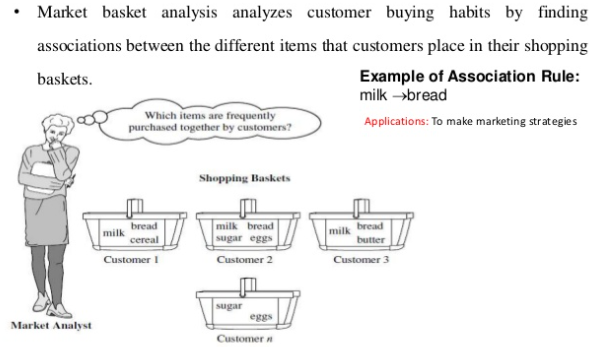 • Market basket analysis analyzes customer buying habits by finding
associations between the different items that customers place in their shopping
baskets.
Example of Association Rule:
milk →bread
Applications: To make marketing strategies
Which items are frequently
purchased together by customers?
Shopping Baskets
milk bread
cereal
Customer 1
milk bread
sugar eggs
Customer 2
milk bread
butter
Customer 3
sugar
eggs
Customer n
Market Analyst